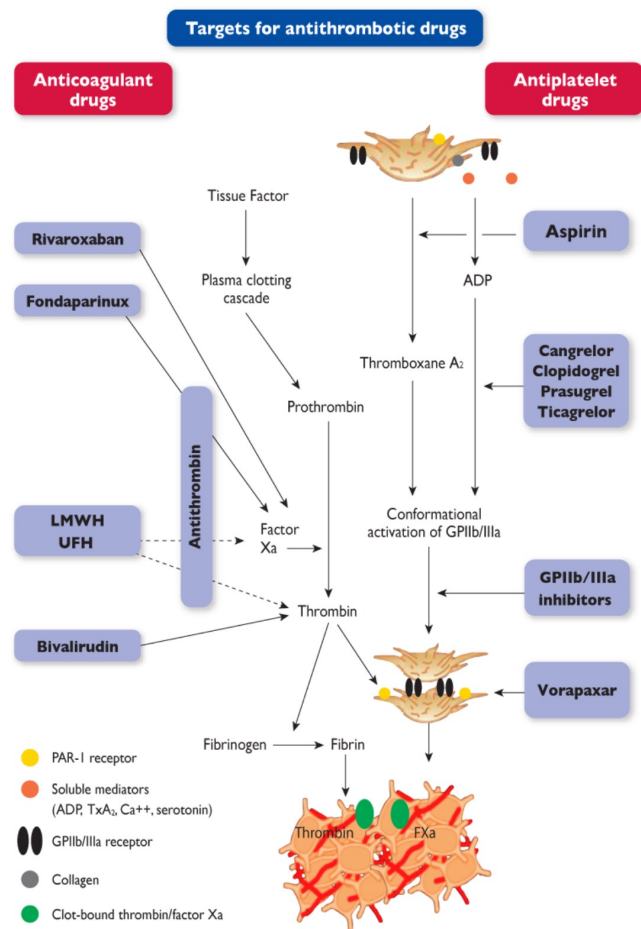 Targets for antithrombotic drugs
Anticoagulant
drugs
Antiplatelet
drugs
Tissue Factor
Rivaroxaban
Aspirin
Plasma clotting
cascade
ADP
Fondaparinux
Thromboxane A₂
Cangrelor
Clopidogrel
Prasugrel
Ticagrelor
Prothrombin
Antithrombin
LMWH
UFH
Factor
Xa
Conformational
activation of GPIIb/IIIa
GPIIb/IIIa
inhibitors
Thrombin
Bivalirudin
Vorapaxar
Fibrinogen
Fibrin
PAR-1 receptor
Soluble mediators
(ADP, TxA₂, Ca++, serotonin)
GPIIb/IIIa receptor
Collagen
Clot-bound thrombin/factor Xa
Thrombin
FXa